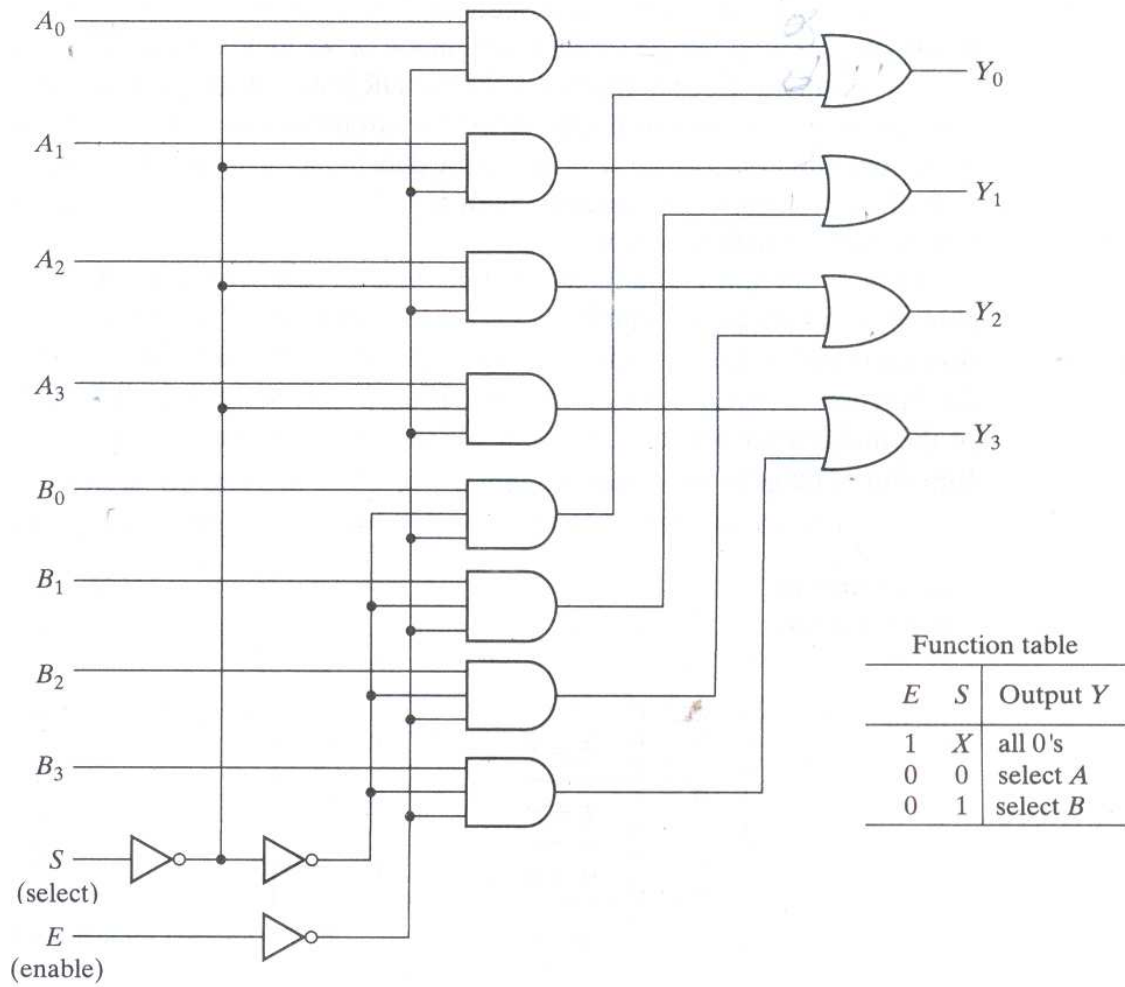 A₀
Y₀
A₁
Y₁
A₂
Y₂
A₃
Y₃
B₀
B₁
B₂
Function table
E S Output Y
1 X all 0's
0 0 select A
0 1 select B
B₃
S
(select)
E
(enable)